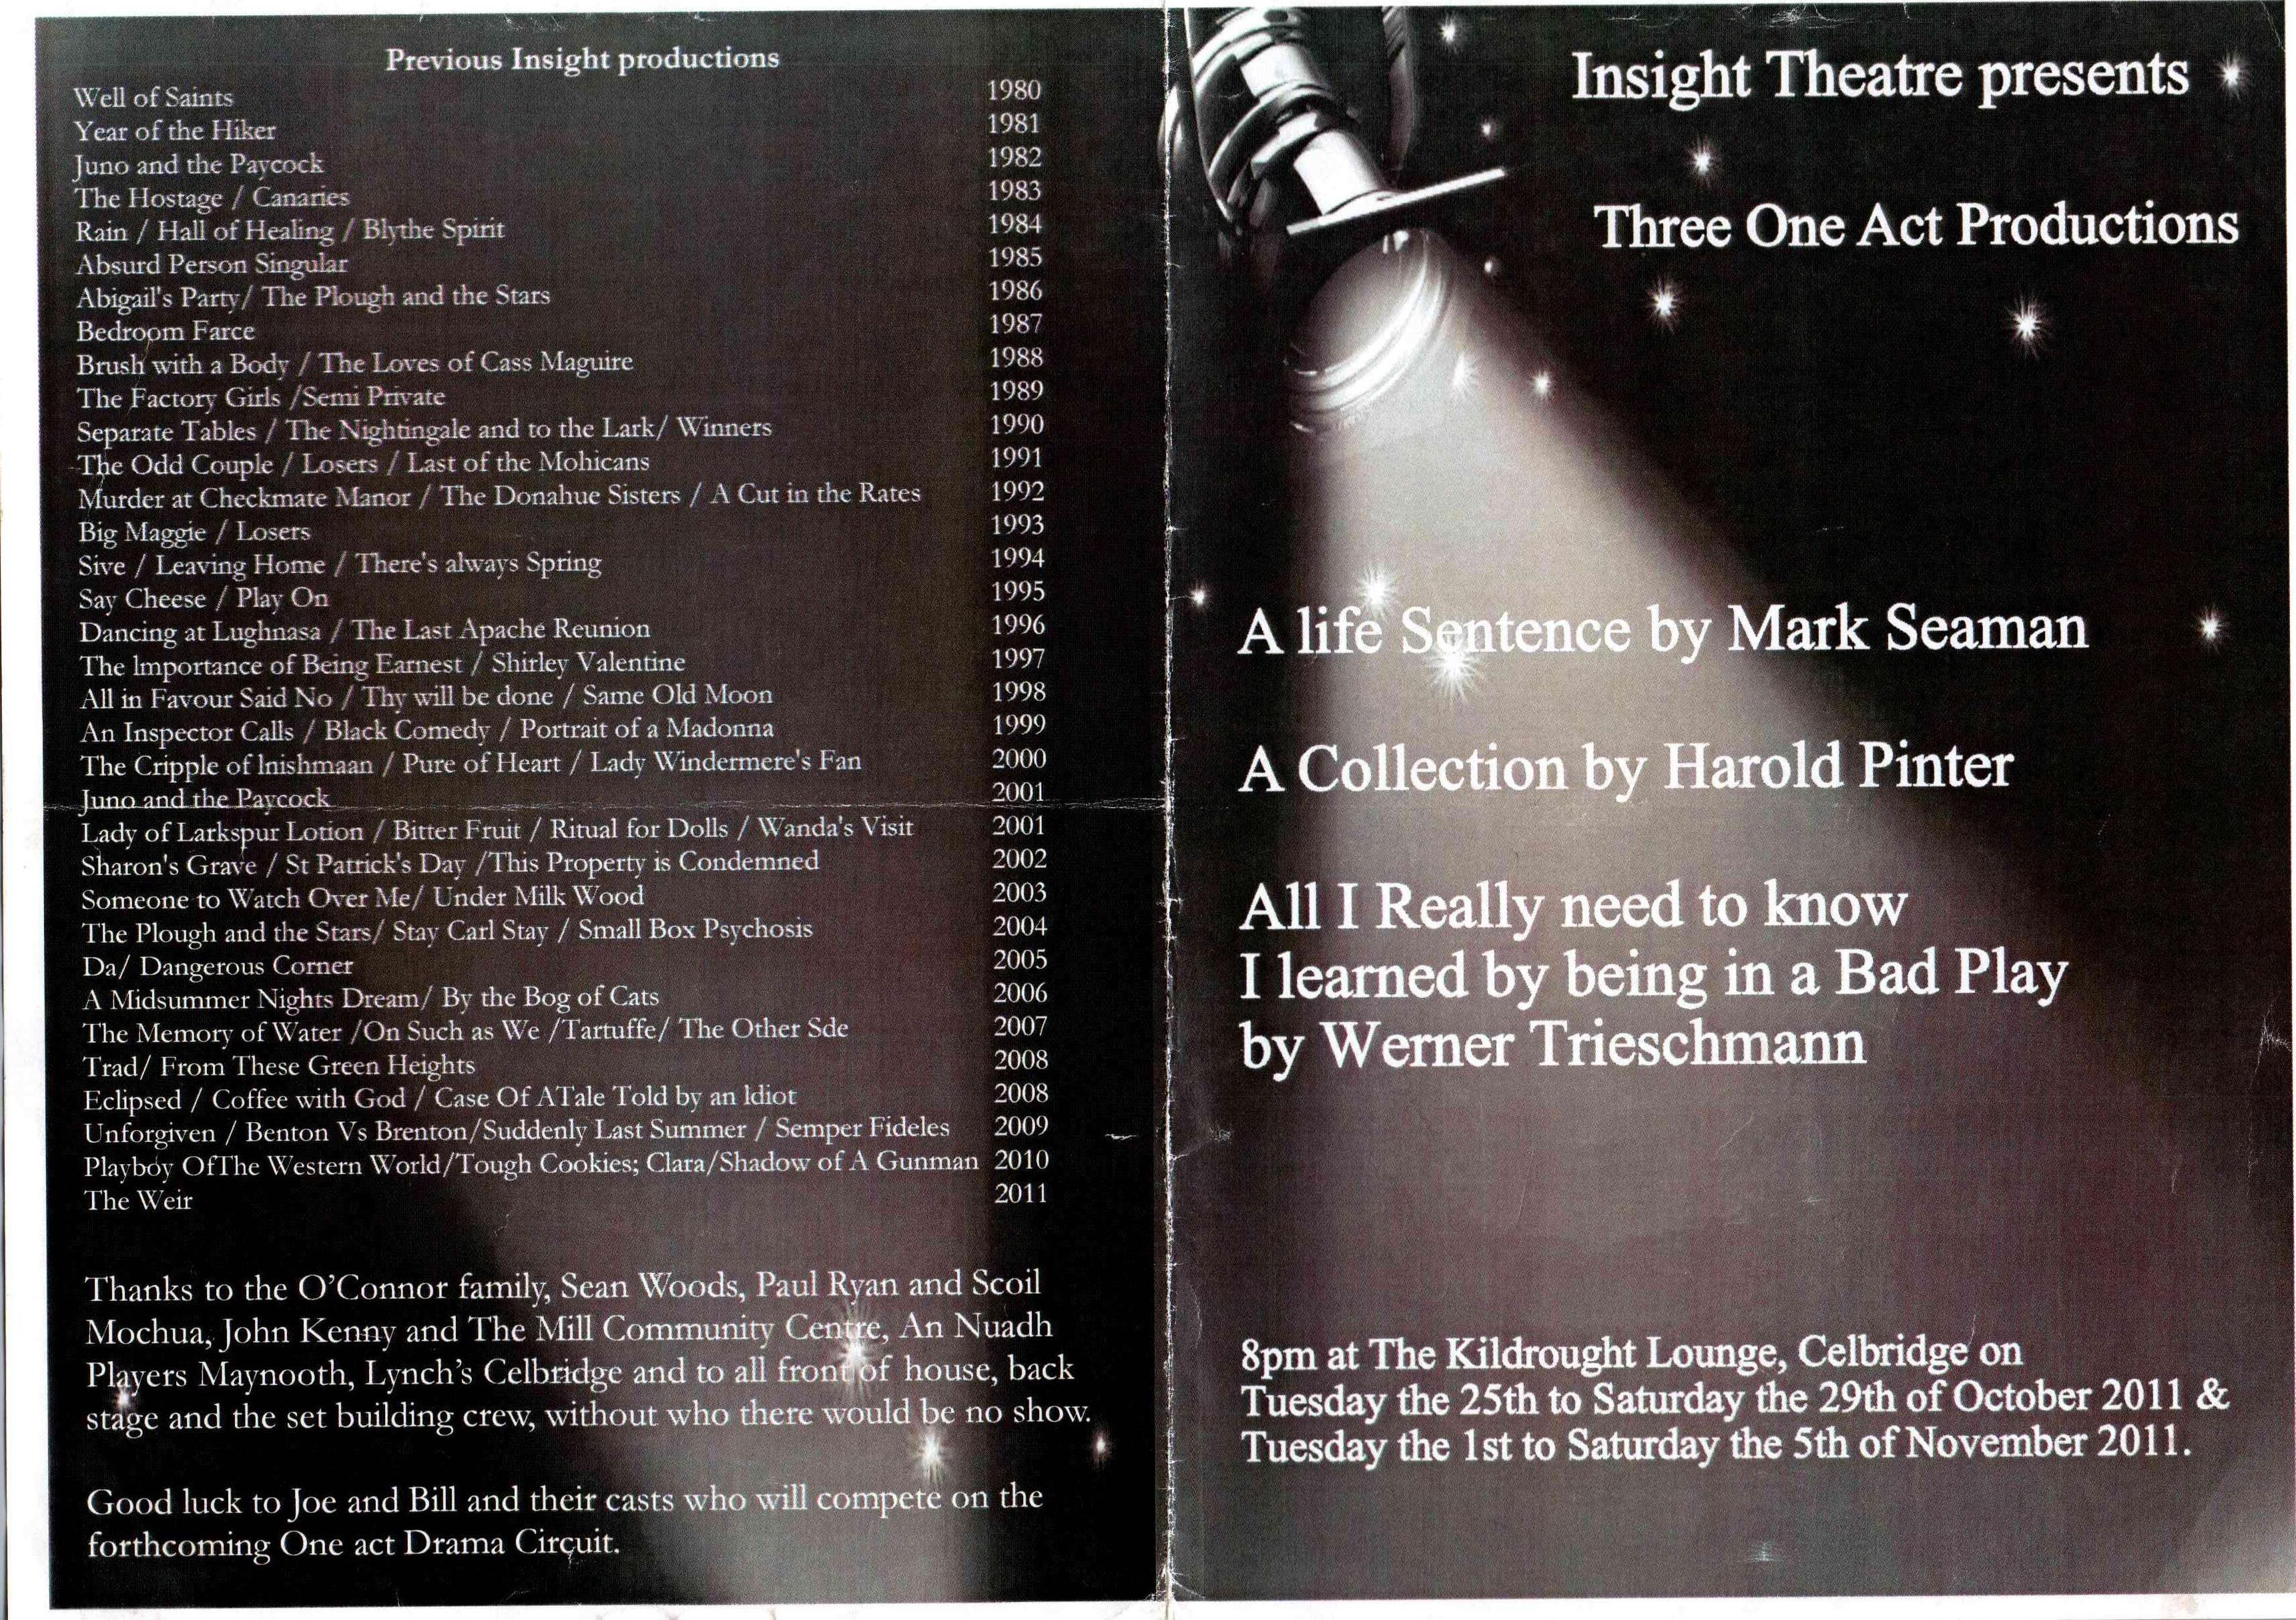 Previous Insight productions
Well of Saints 1980
Year of the Hiker 1981
Juno and the Paycock 1982
The Hostage / Canaries 1983
Rain / Hall of Healing / Blythe Spirit 1984
Absurd Person Singular 1985
Abigail's Party/ The Plough and the Stars 1986
Bedroom Farce 1987
Brush with a Body / The Loves of Cass Maguire 1988
The Factory Girls /Semi Private 1989
Separate Tables / The Nightingale and to the Lark/ Winners 1990
The Odd Couple / Losers / Last of the Mohicans 1991
Murder at Checkmate Manor / The Donahue Sisters / A Cut in the Rates 1992
Big Maggie / Losers 1993
Sive / Leaving Home / There's always Spring 1994
Say Cheese / Play On 1995
Dancing at Lughnasa / The Last Apache Reunion 1996
The Importance of Being Earnest / Shirley Valentine 1997
All in Favour Said No / Thy will be done / Same Old Moon 1998
An Inspector Calls / Black Comedy / Portrait of a Madonna 1999
The Cripple of Inishmaan / Pure of Heart / Lady Windermere's Fan 2000
Juno and the Paycock 2001
Lady of Larkspur Lotion / Bitter Fruit / Ritual for Dolls / Wanda's Visit 2001
Sharon's Grave / St Patrick's Day /This Property is Condemned 2002
Someone to Watch Over Me/ Under Milk Wood 2003
The Plough and the Stars/ Stay Carl Stay / Small Box Psychosis 2004
Da/ Dangerous Corner 2005
A Midsummer Nights Dream/ By the Bog of Cats 2006
The Memory of Water /On Such as We /Tartuffe/ The Other Sde 2007
Trad/ From These Green Heights 2008
Eclipsed / Coffee with God / Case Of ATale Told by an Idiot 2008
Unforgiven / Benton Vs Brenton/Suddenly Last Summer / Semper Fideles 2009
Playboy OfThe Western World/Tough Cookies; Clara/Shadow of A Gunman 2010
The Weir 2011
Thanks to the O'Connor family, Sean Woods, Paul Ryan and Scoil
Mochua, John Kenny and The Mill Community Centre, An Nuadh
Players Maynooth, Lynch's Celbridge and to all front of house, back
stage and the set building crew, without who there would be no show.
Good luck to Joe and Bill and their casts who will compete on the
forthcoming One act Drama Circuit.
Insight Theatre presents
Three One Act Productions
A life Sentence by Mark Seaman
A Collection by Harold Pinter
All I Really need to know
I learned by being in a Bad Play
by Werner Trieschmann
8pm at The Kildrought Lounge, Celbridge on
Tuesday the 25th to Saturday the 29th of October 2011 &
Tuesday the 1st to Saturday the 5th of November 2011.